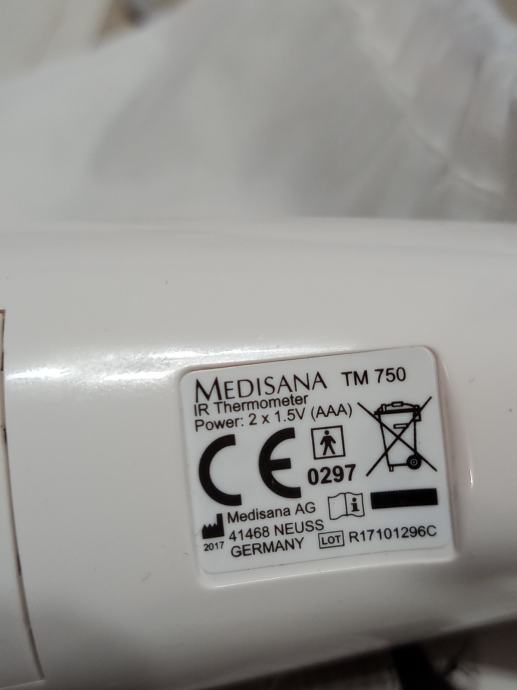 MEDISANA TM 750
IR Thermometer
Power: 2 x 1.5V (AAA)
CE 0297
Medisana AG
41468 NEUSS
GERMANY
2017
LOT R17101296C